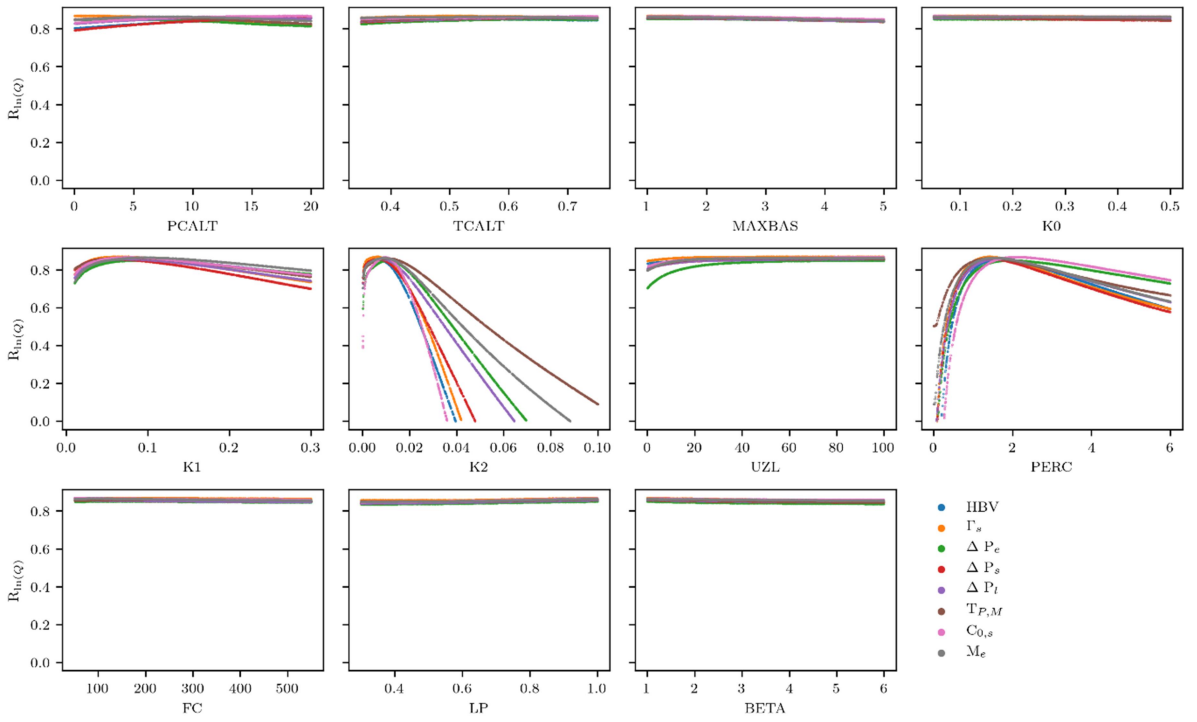 0.8
0.6
0.4
0.2
0.0
R_ln(Q)
0 5 10 15 20
PCALT
0.4 0.5 0.6 0.7
TCALT
1 2 3 4 5
MAXBAS
0.1 0.2 0.3 0.4 0.5
K0
0.8
0.6
0.4
0.2
0.0
R_ln(Q)
0.0 0.1 0.2 0.3
K1
0.00 0.02 0.04 0.06 0.08 0.10
K2
0 20 40 60 80 100
UZL
0 2 4 6
PERC
0.8
0.6
0.4
0.2
0.0
R_ln(Q)
100 200 300 400 500
FC
0.4 0.6 0.8 1.0
LP
1 2 3 4 5 6
BETA
HBV
Γ_s
Δ P_e
Δ P_s
Δ P_l
T_P,M
C_0,s
M_e